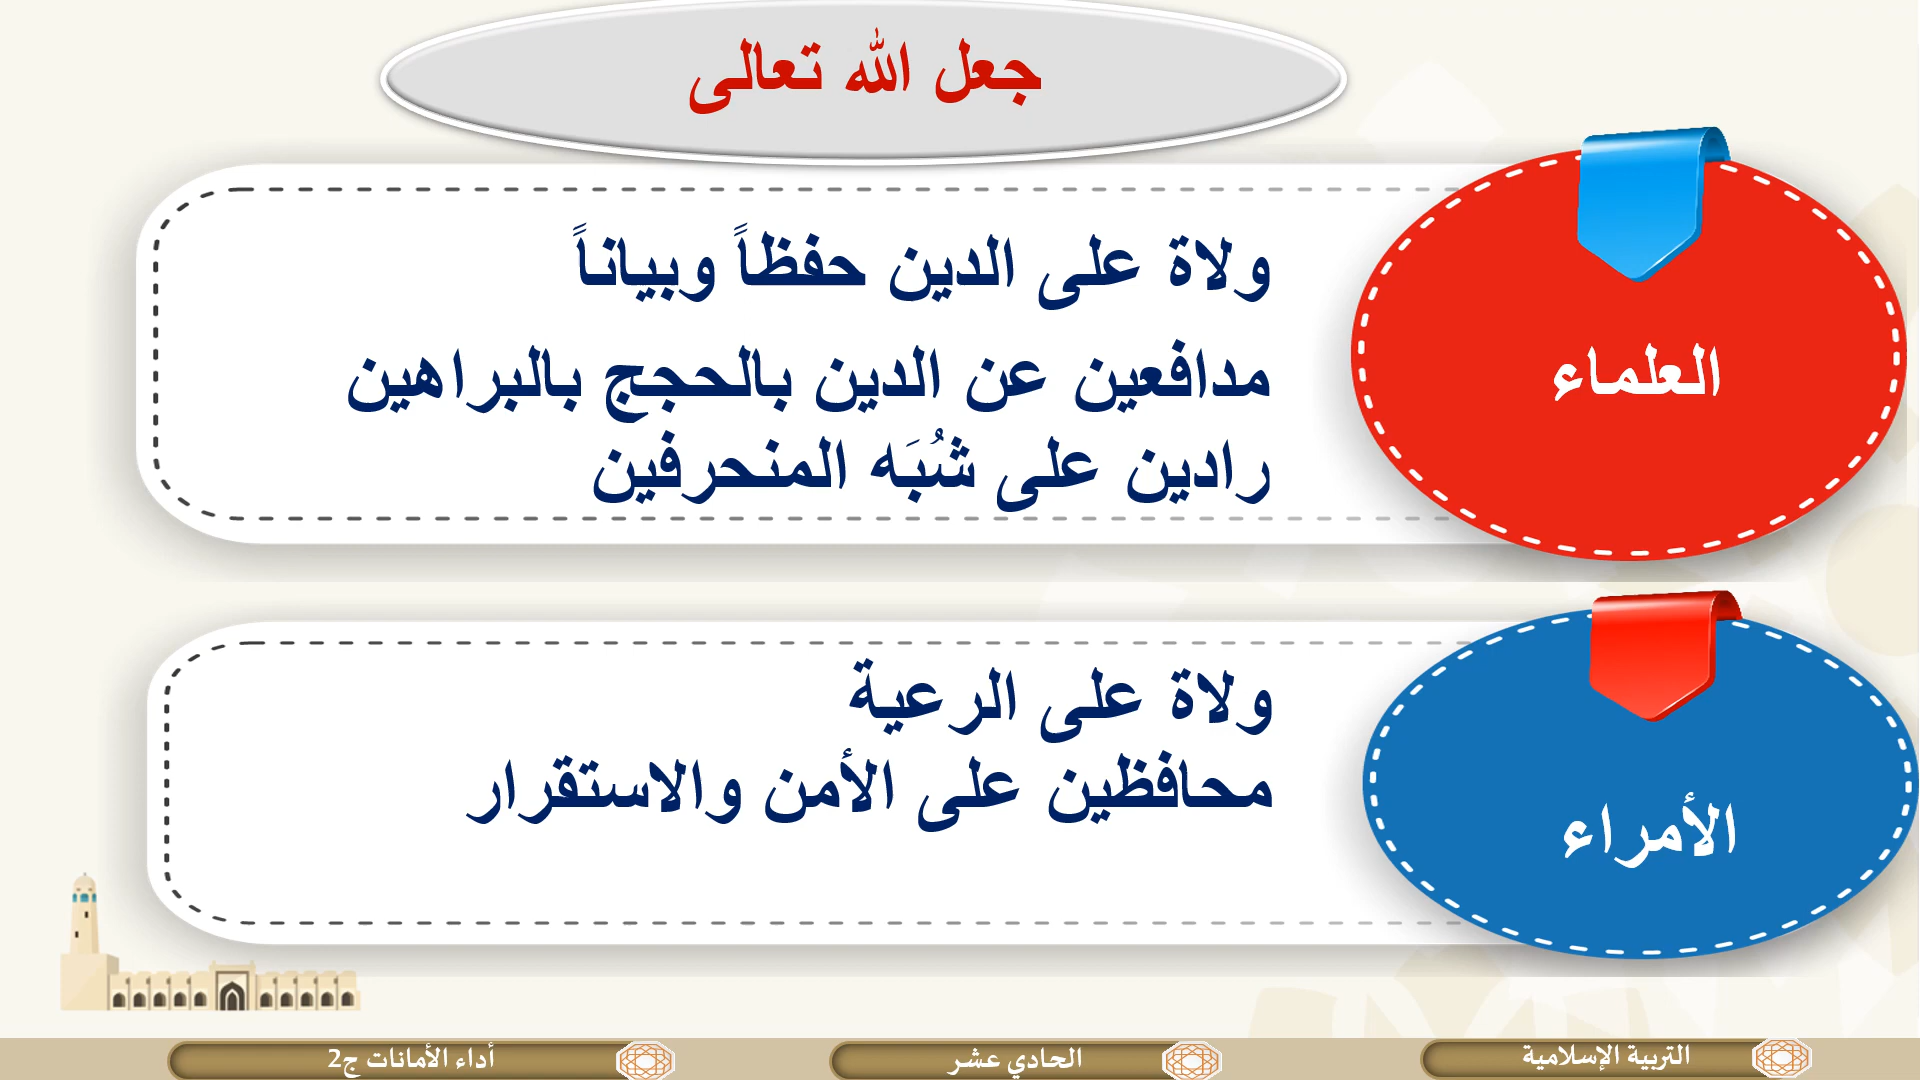 جعل الله تعالى
العلماء
ولاة على الدين حفظاً وبياناً
مدافعين عن الدين بالحجج بالبراهين
رادين على شُبَه المنحرفين
الأمراء
ولاة على الرعية
محافظين على الأمن والاستقرار
التربية الإسلامية
الحادي عشر
أداء الأمانات ج2